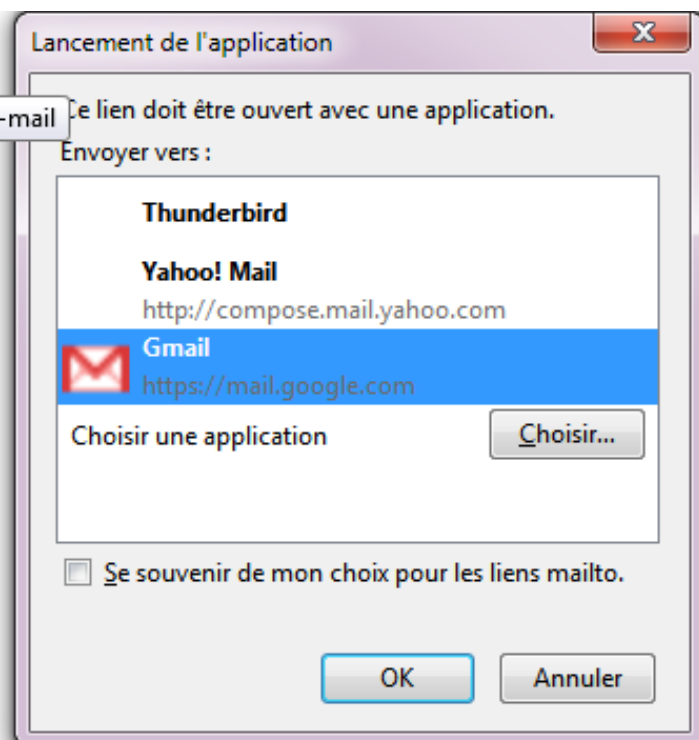 Lancement de l'application
-mail
Ce lien doit être ouvert avec une application.
Envoyer vers :
Thunderbird
Yahoo! Mail
http://compose.mail.yahoo.com
Gmail
https://mail.google.com
Choisir une application
Choisir...
Se souvenir de mon choix pour les liens mailto.
OK
Annuler